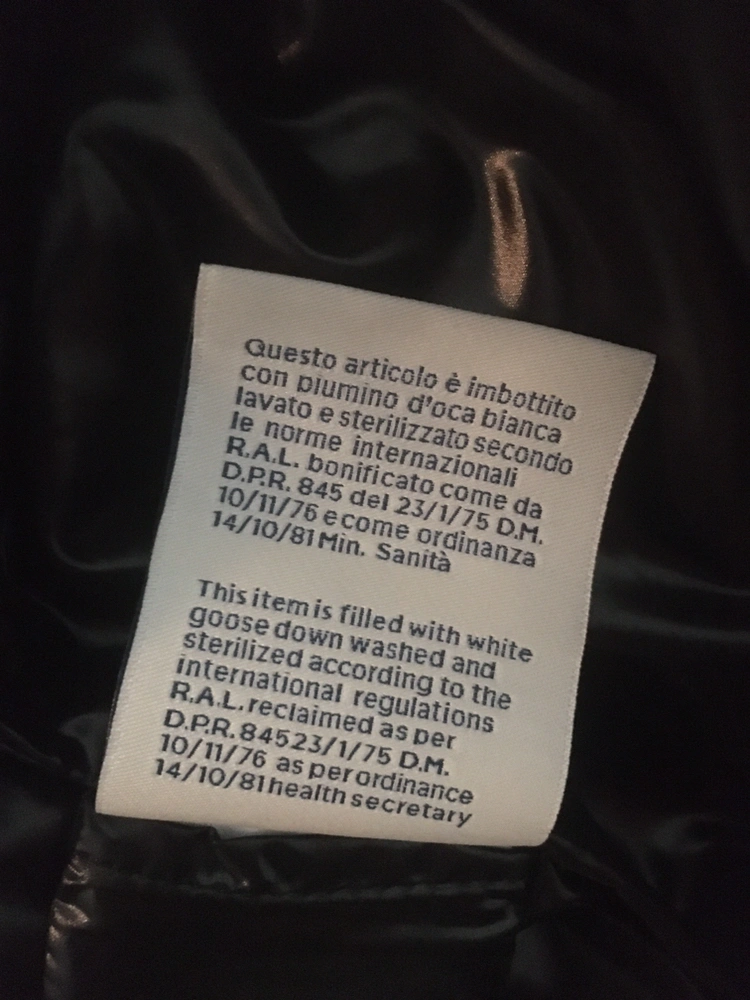 Questo articolo è imbottito
con piumino d'oca bianca
lavato e sterilizzato secondo
le norme internazionali
R.A.L. bonificato come da
D.P.R. 845 del 23/1/75 D.M.
10/11/76 e come ordinanza
14/10/81 Min. Sanità
This item is filled with white
goose down washed and
sterilized according to the
international regulations
R.A.L. reclaimed as per
D.P.R. 845 23/1/75 D.M.
10/11/76 as per ordinance
14/10/81 health secretary